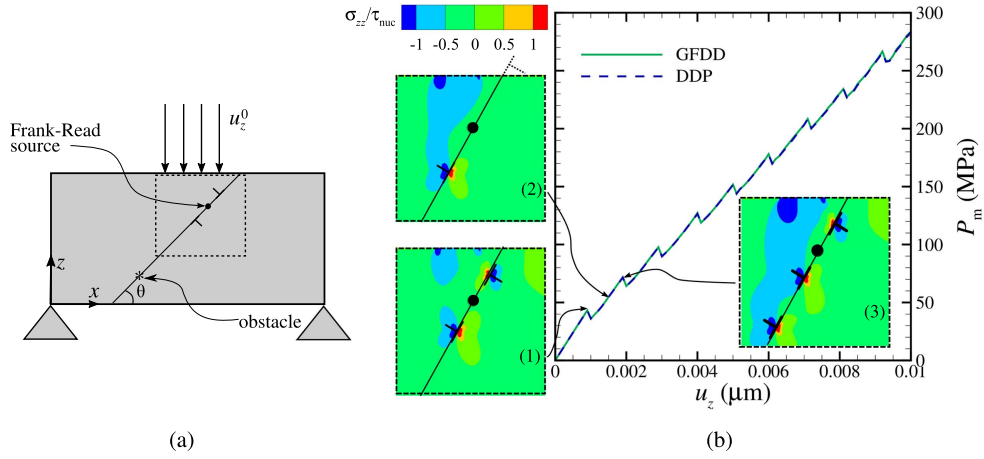 Frank-Read
source
u_z^0
z
x
θ
obstacle
(a)
σ_zz/τ_nuc
-1 -0.5 0 0.5 1
(2)
(1)
GFDD
DDP
(3)
300
250
200
150
100
50
0
P_m (MPa)
0 0.002 0.004 0.006 0.008 0.01
u_z (μm)
(b)